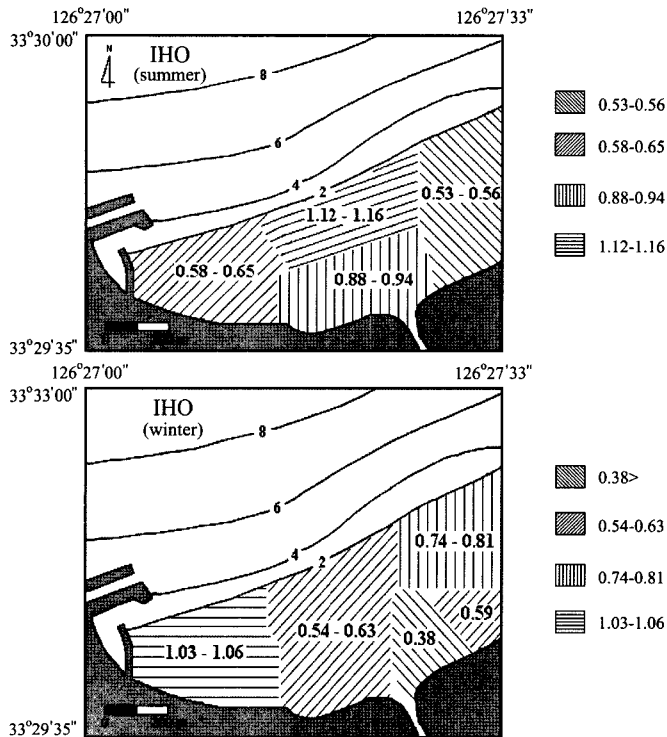 126°27'00" 126°27'33"
33°30'00"
N
IHO
(summer)
8
6
4
2
0.53-0.56
0.58-0.65
0.88-0.94
1.12-1.16
0.53 - 0.56
1.12 - 1.16
0.58 - 0.65
0.88 - 0.94
0
33°29'35"
126°27'00" 126°27'33"
33°33'00"
IHO
(winter)
8
6
4
2
0.38>
0.54-0.63
0.74-0.81
1.03-1.06
0.74 - 0.81
0.59
0.54 - 0.63
0.38
1.03 - 1.06
0
33°29'35"